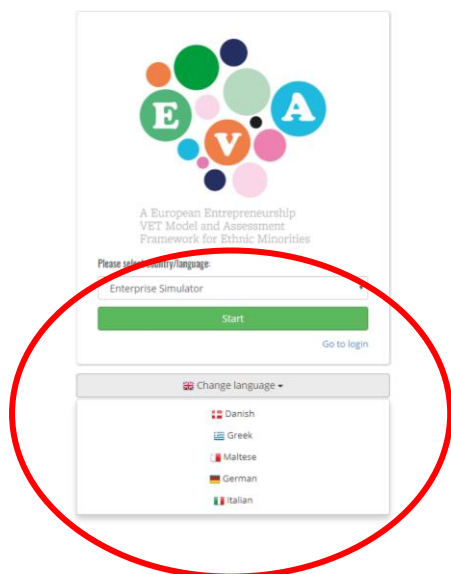 E V A
A European Entrepreneurship
VET Model and Assessment
Framework for Ethnic Minorities
Please select country/language:
Enterprise Simulator
Start
Go to login
Change language
Danish
Greek
Maltese
German
Italian